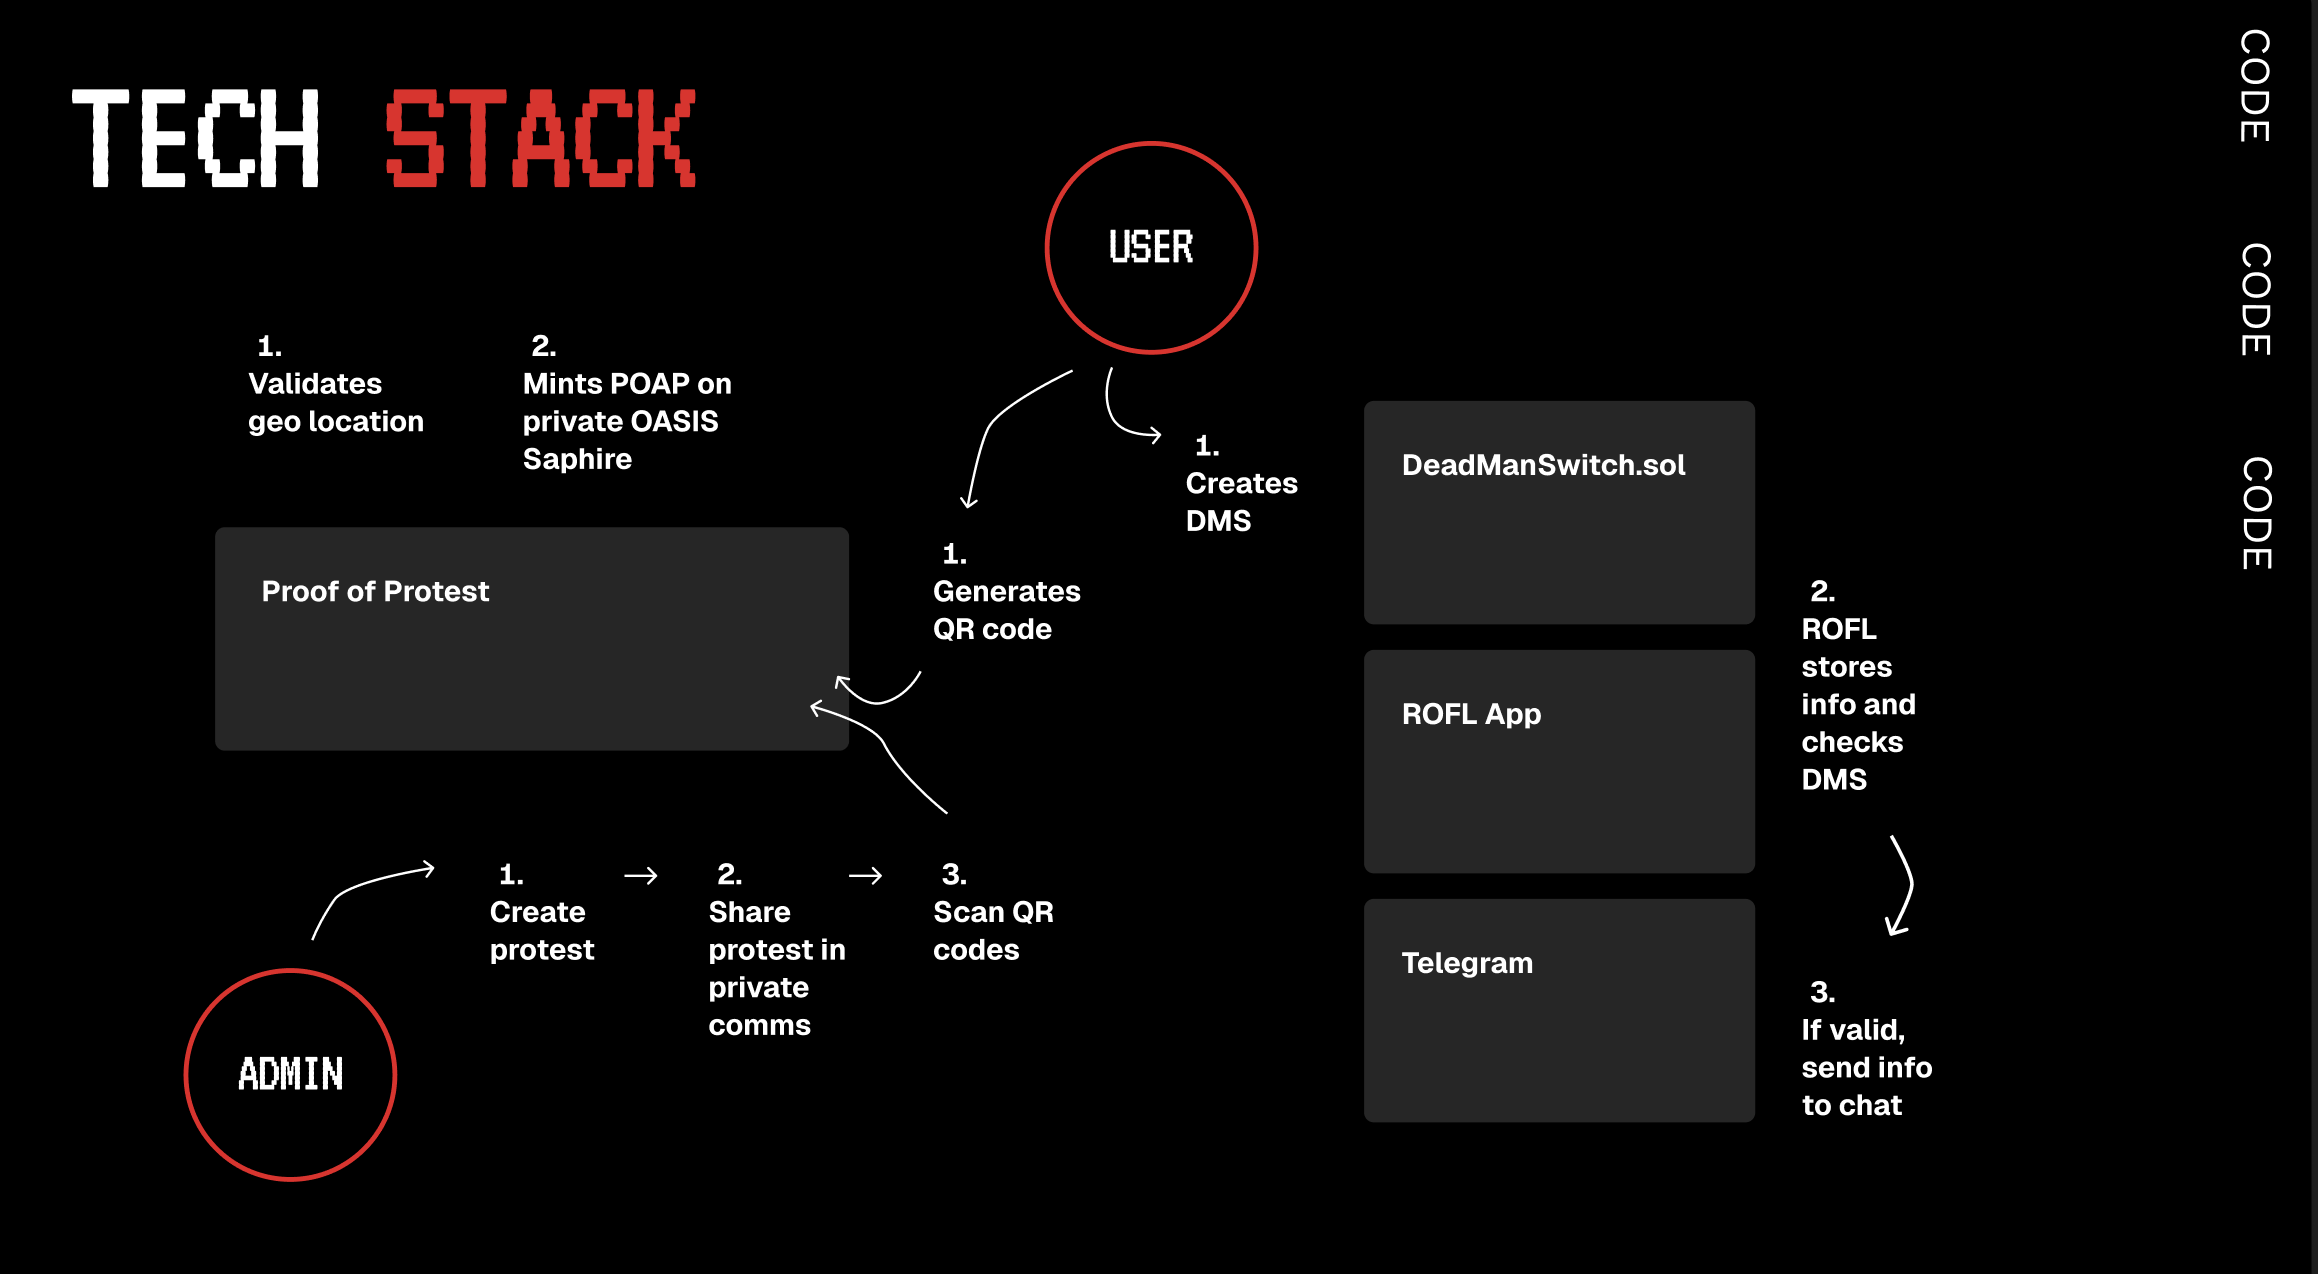 TECH STACK
USER
1.
Validates
geo location
2.
Mints POAP on
private OASIS
Saphire
Proof of Protest
1.
Generates
QR code
1.
Creates
DMS
DeadManSwitch.sol
ROFL App
Telegram
2.
ROFL
stores
info and
checks
DMS
3.
If valid,
send info
to chat
ADMIN
1.
Create
protest
2.
Share
protest in
private
comms
3.
Scan QR
codes
CODE
CODE
CODE